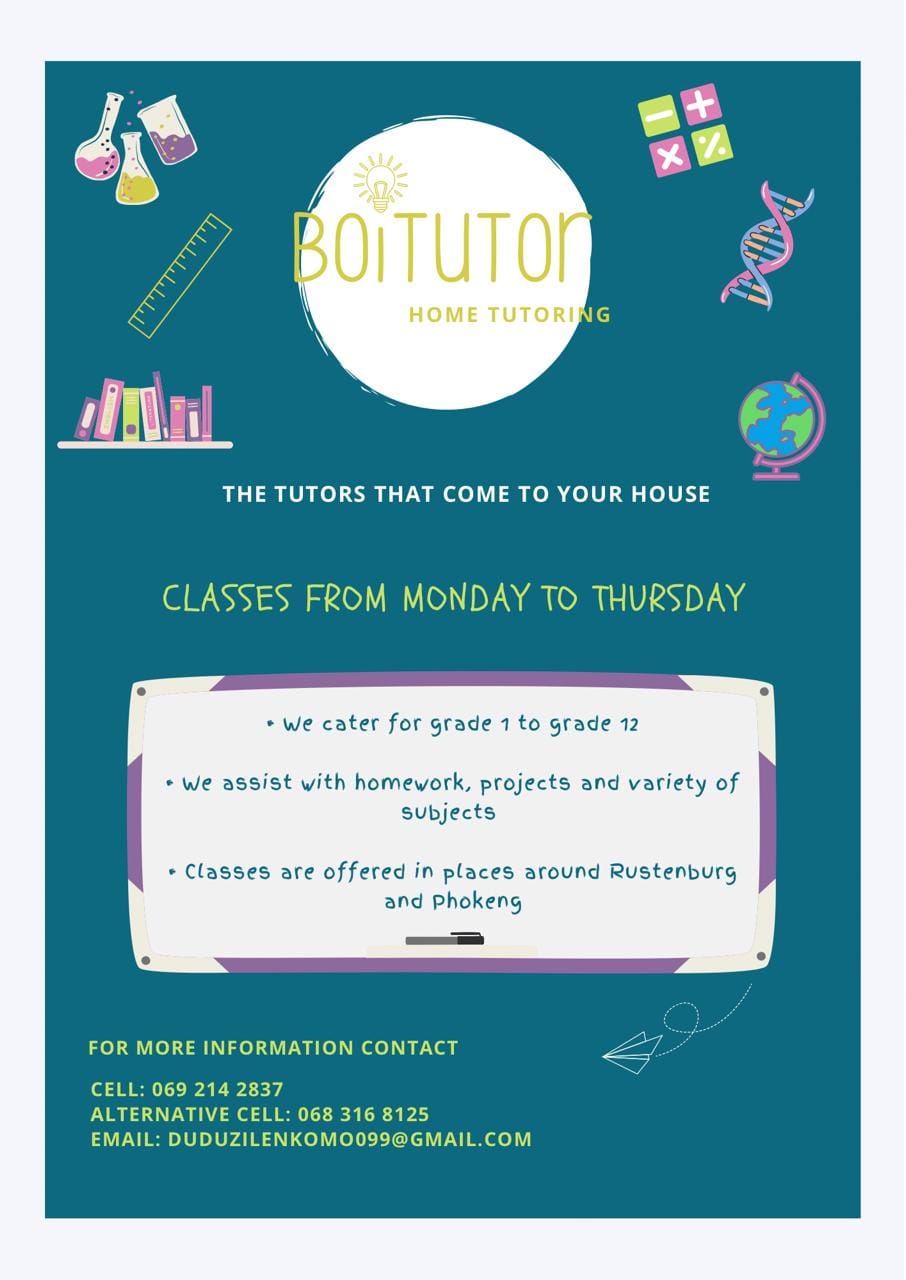 BOITUTOR
HOME TUTORING
THE TUTORS THAT COME TO YOUR HOUSE
CLASSES FROM MONDAY TO THURSDAY
• We cater for grade 1 to grade 12
• We assist with homework, projects and variety of
subjects
• Classes are offered in places around Rustenburg
and Phokeng
FOR MORE INFORMATION CONTACT
CELL: 069 214 2837
ALTERNATIVE CELL: 068 316 8125
EMAIL: DUDUZILENKOMO099@GMAIL.COM